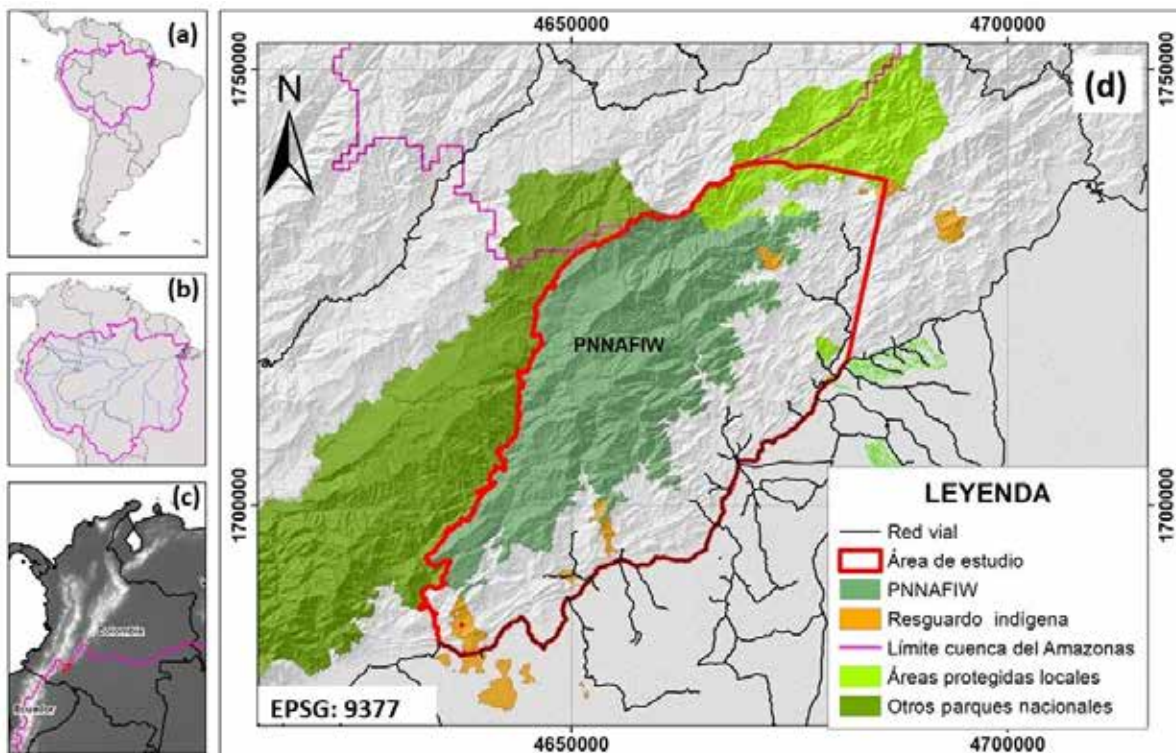 (a)
(b)
(c)
Colombia
Ecuador
4650000
4700000
1750000
1750000
N
(d)
PNNAFIW
1700000
1700000
LEYENDA
Red vial
Área de estudio
PNNAFIW
Resguardo indígena
Límite cuenca del Amazonas
Áreas protegidas locales
Otros parques nacionales
EPSG: 9377
4650000
4700000